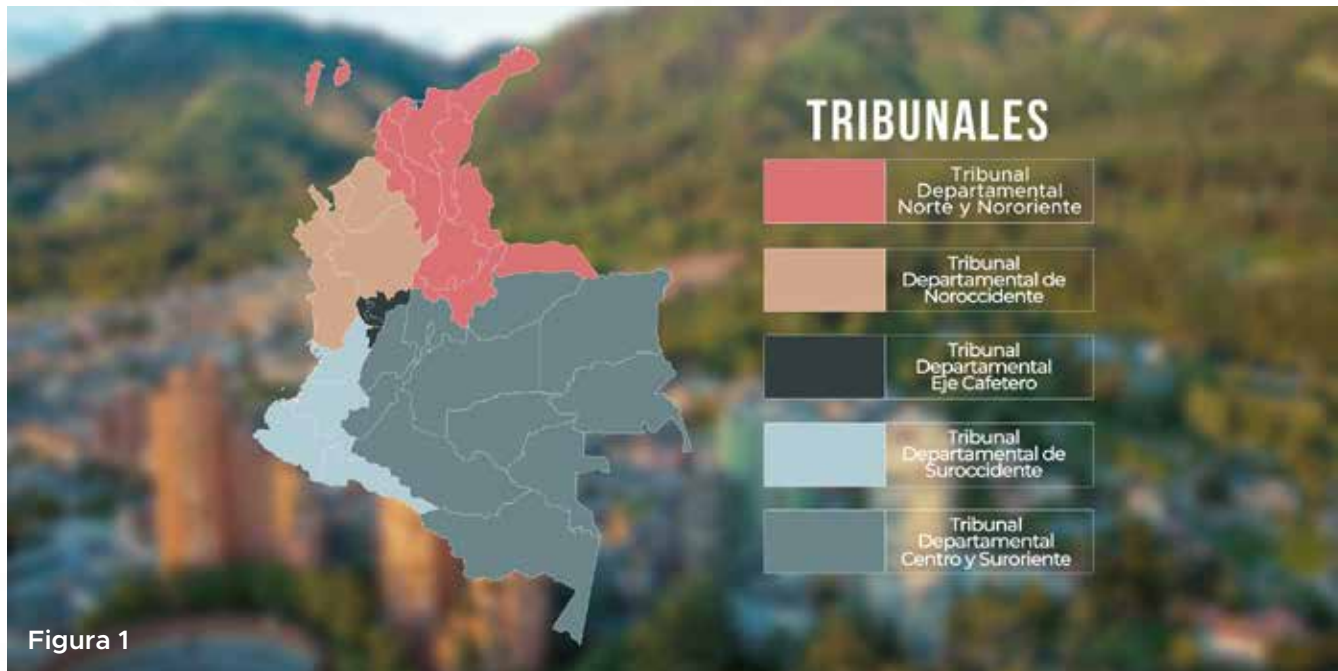 TRIBUNALES
Tribunal
Departamental
Norte y Nororiente
Tribunal
Departamental de
Noroccidente
Tribunal
Departamental
Eje Cafetero
Tribunal
Departamental de
Suroccidente
Tribunal
Departamental
Centro y Suroriente
Figura 1